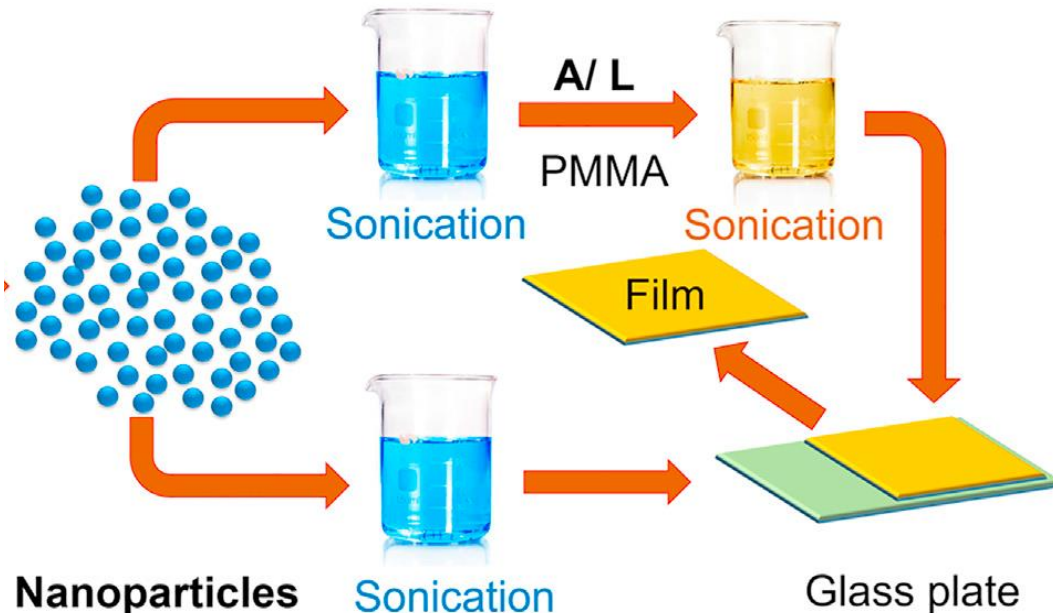 A/ L
PMMA
Sonication
Sonication
Film
Nanoparticles
Sonication
Glass plate